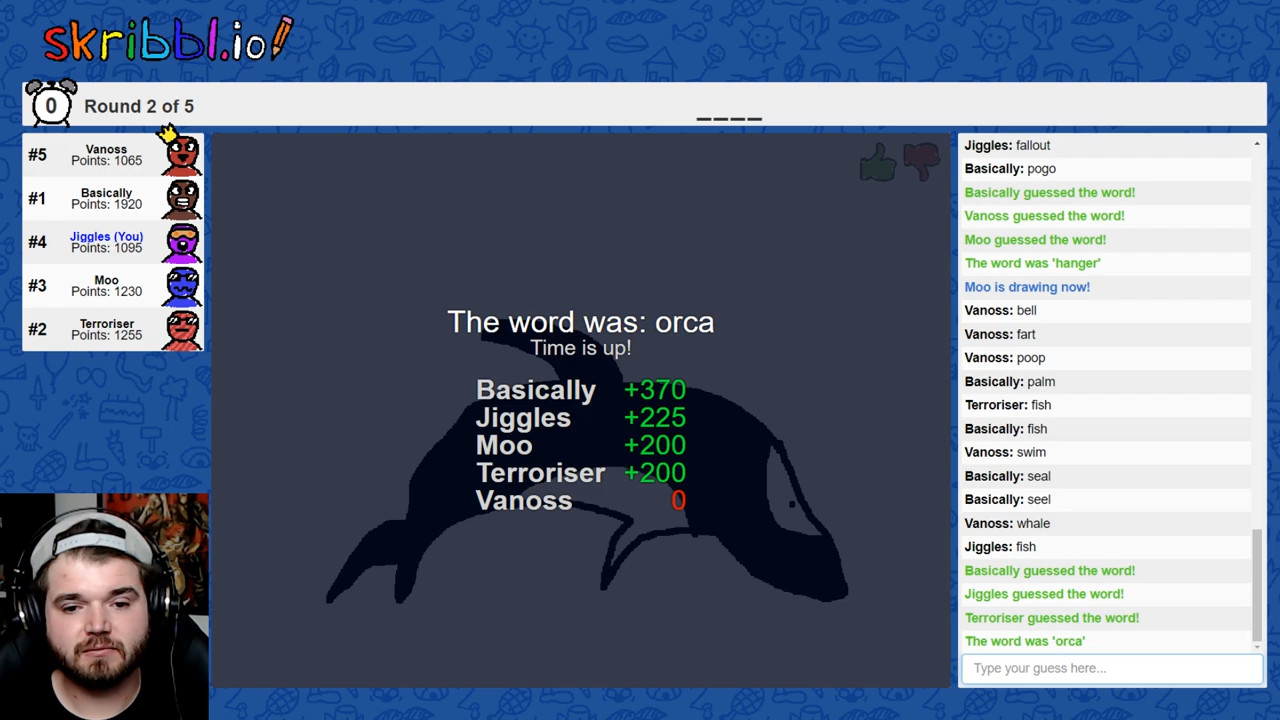 skribbl.io
0
Round 2 of 5
____
#5
Vanoss
Points: 1065
#1
Basically
Points: 1920
#4
Jiggles (You)
Points: 1095
#3
Moo
Points: 1230
#2
Terroriser
Points: 1255
The word was: orca
Time is up!
Basically +370
Jiggles +225
Moo +200
Terroriser +200
Vanoss 0
Jiggles: fallout
Basically: pogo
Basically guessed the word!
Vanoss guessed the word!
Moo guessed the word!
The word was 'hanger'
Moo is drawing now!
Vanoss: bell
Vanoss: fart
Vanoss: poop
Basically: palm
Terroriser: fish
Basically: fish
Vanoss: swim
Basically: seal
Basically: seel
Vanoss: whale
Jiggles: fish
Basically guessed the word!
Jiggles guessed the word!
Terroriser guessed the word!
The word was 'orca'
Type your guess here...